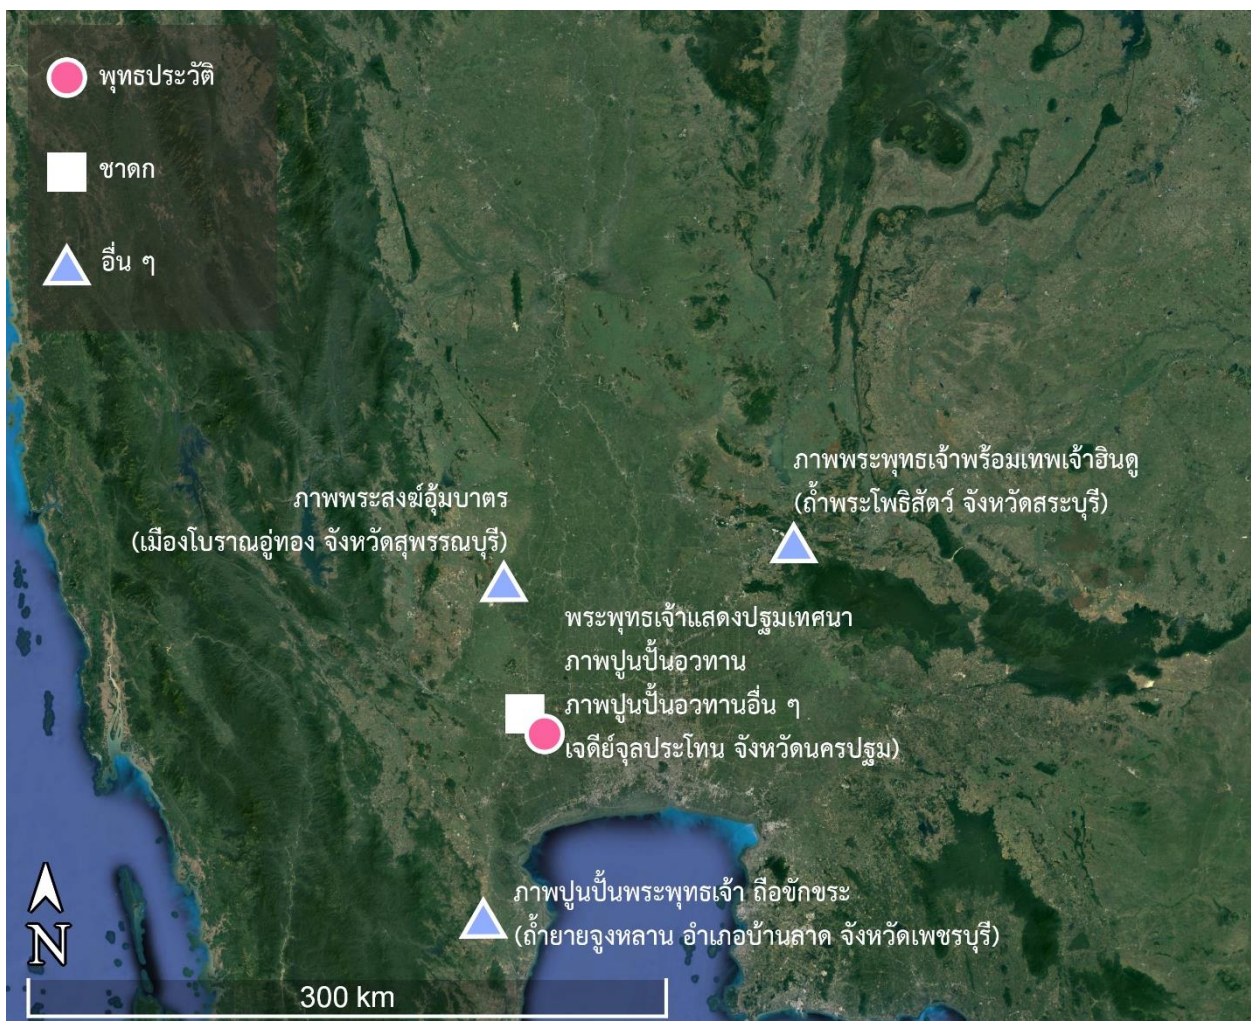 พุทธประวัติ
ชาดก
อื่น ๆ
ภาพพระพุทธเจ้าพร้อมเทพเจ้าฮินดู
(ถ้ำพระโพธิสัตว์ จังหวัดสระบุรี)
ภาพพระสงฆ์อุ้มบาตร
(เมืองโบราณอู่ทอง จังหวัดสุพรรณบุรี)
พระพุทธเจ้าแสดงปฐมเทศนา
ภาพปูนปั้นอวทาน
ภาพปูนปั้นอวทานอื่น ๆ
เจดีย์จุลประโทน จังหวัดนครปฐม)
ภาพปูนปั้นพระพุทธเจ้า ถือขักขระ
(ถ้ำยายจูงหลาน อำเภอบ้านลาด จังหวัดเพชรบุรี)
N
300 km